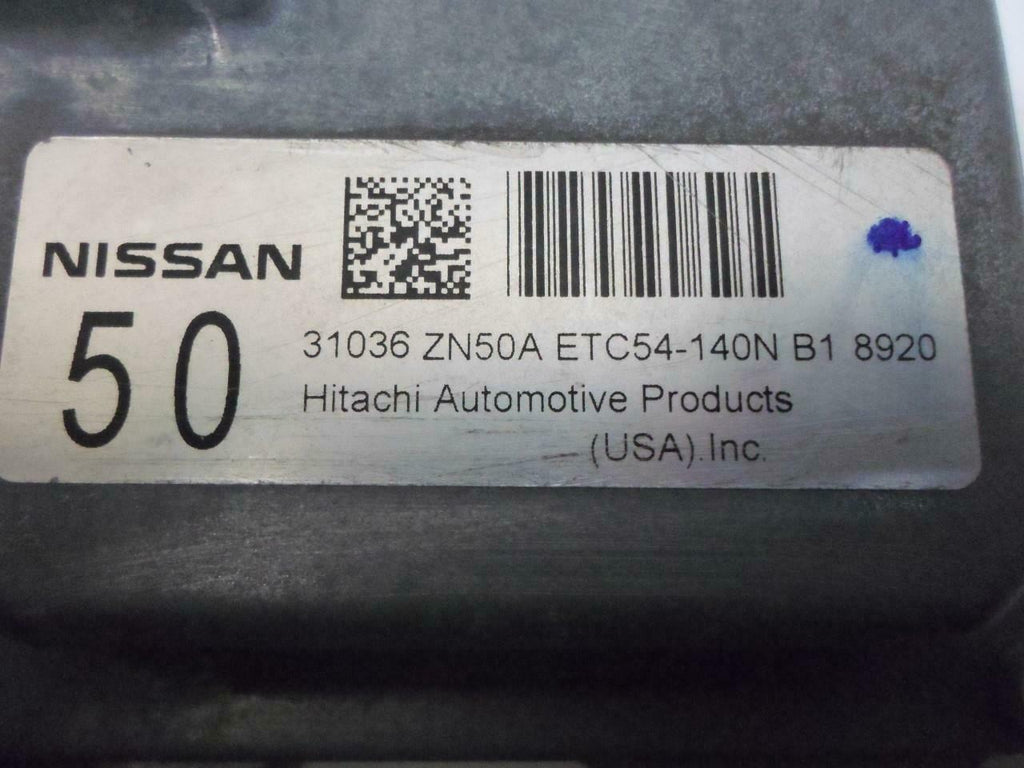 NISSAN
50
31036 ZN50A ETC54-140N B1 8920
Hitachi Automotive Products
(USA).Inc.